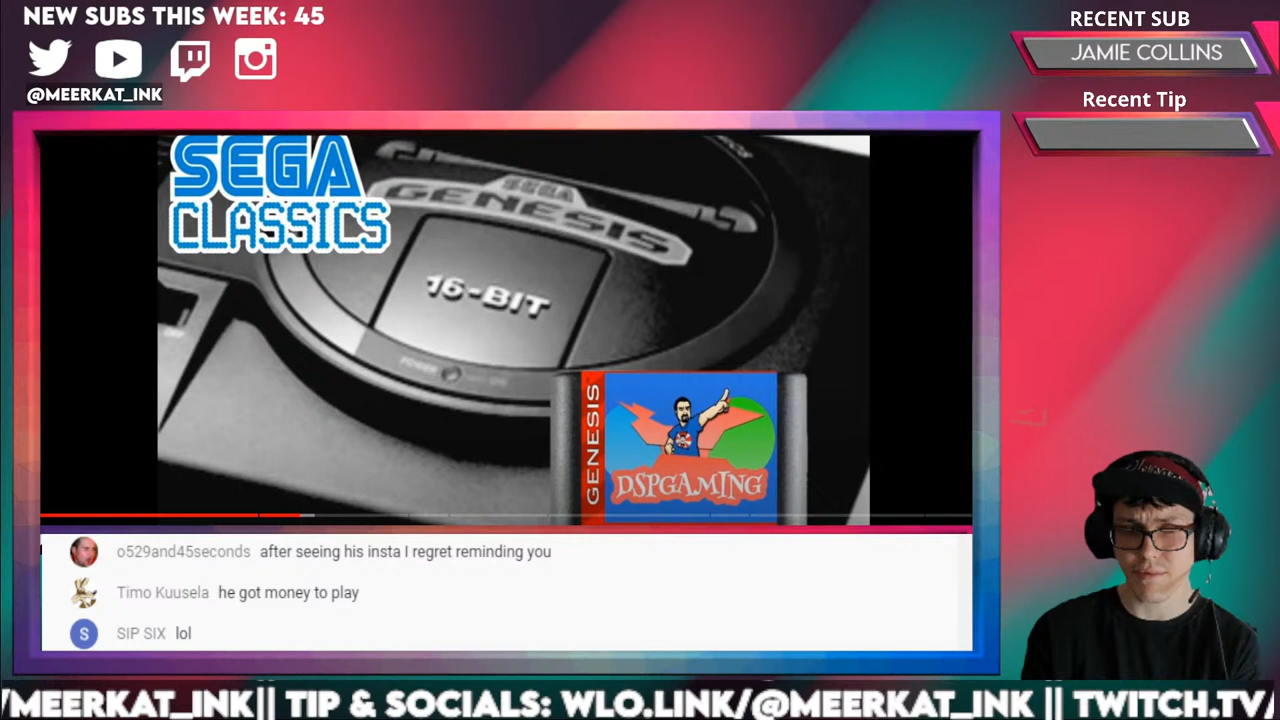 NEW SUBS THIS WEEK: 45
@MEERKAT_INK
RECENT SUB
JAMIE COLLINS
Recent Tip
SEGA
CLASSICS
SEGA
GENESIS
16-BIT
POWER
GENESIS
DSPGAMING
o529and45seconds after seeing his insta I regret reminding you
Timo Kuusela he got money to play
S SIP SIX lol
/MEERKAT_INK|| TIP & SOCIALS: WLO.LINK/@MEERKAT_INK || TWITCH.TV/